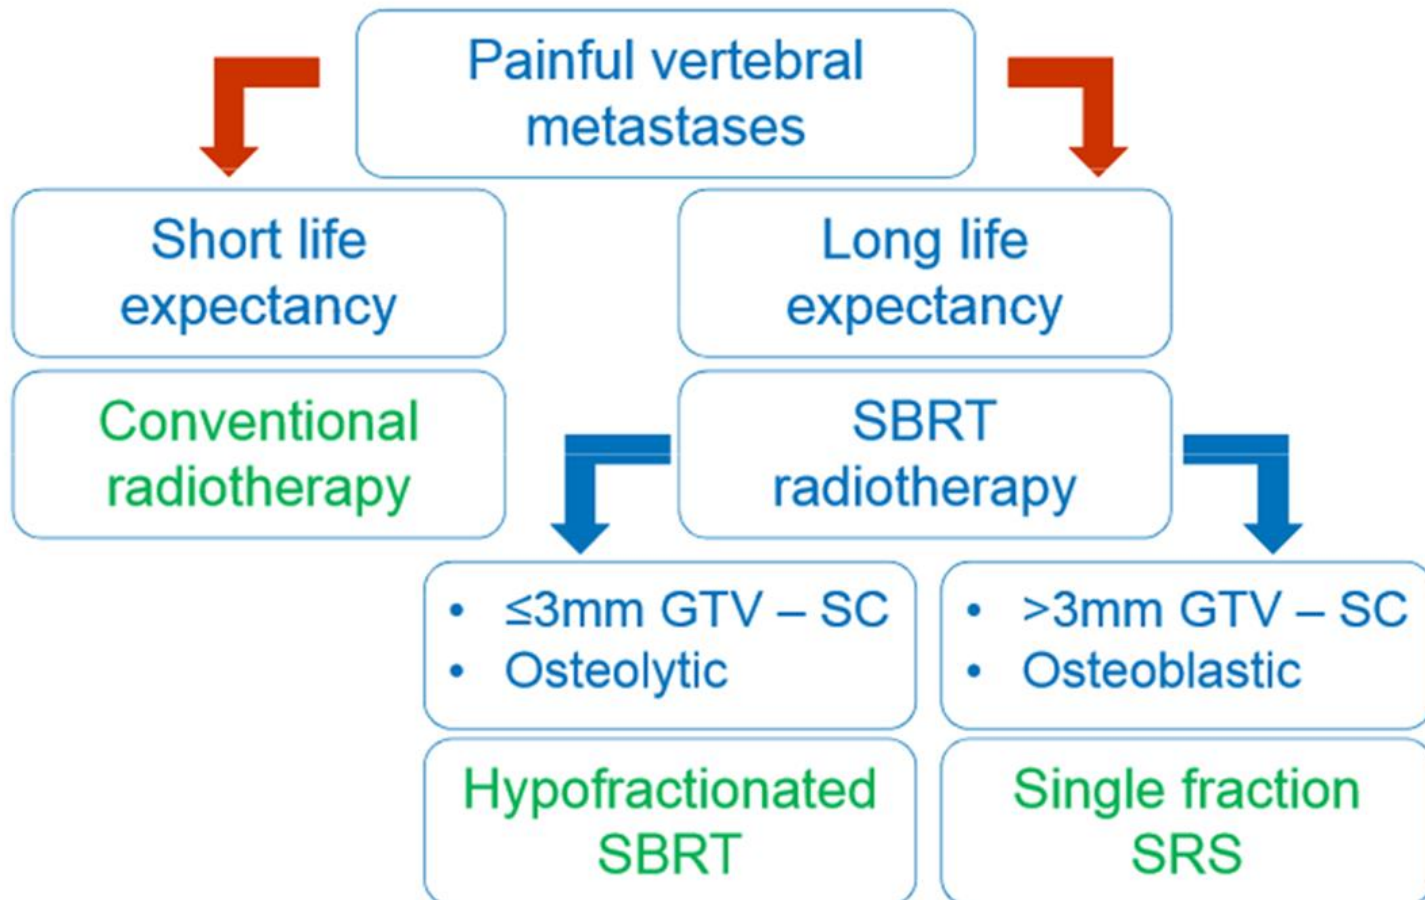 Painful vertebral
metastases
Short life
expectancy
Long life
expectancy
Conventional
radiotherapy
SBRT
radiotherapy
• ≤3mm GTV – SC
• Osteolytic
• >3mm GTV – SC
• Osteoblastic
Hypofractionated
SBRT
Single fraction
SRS